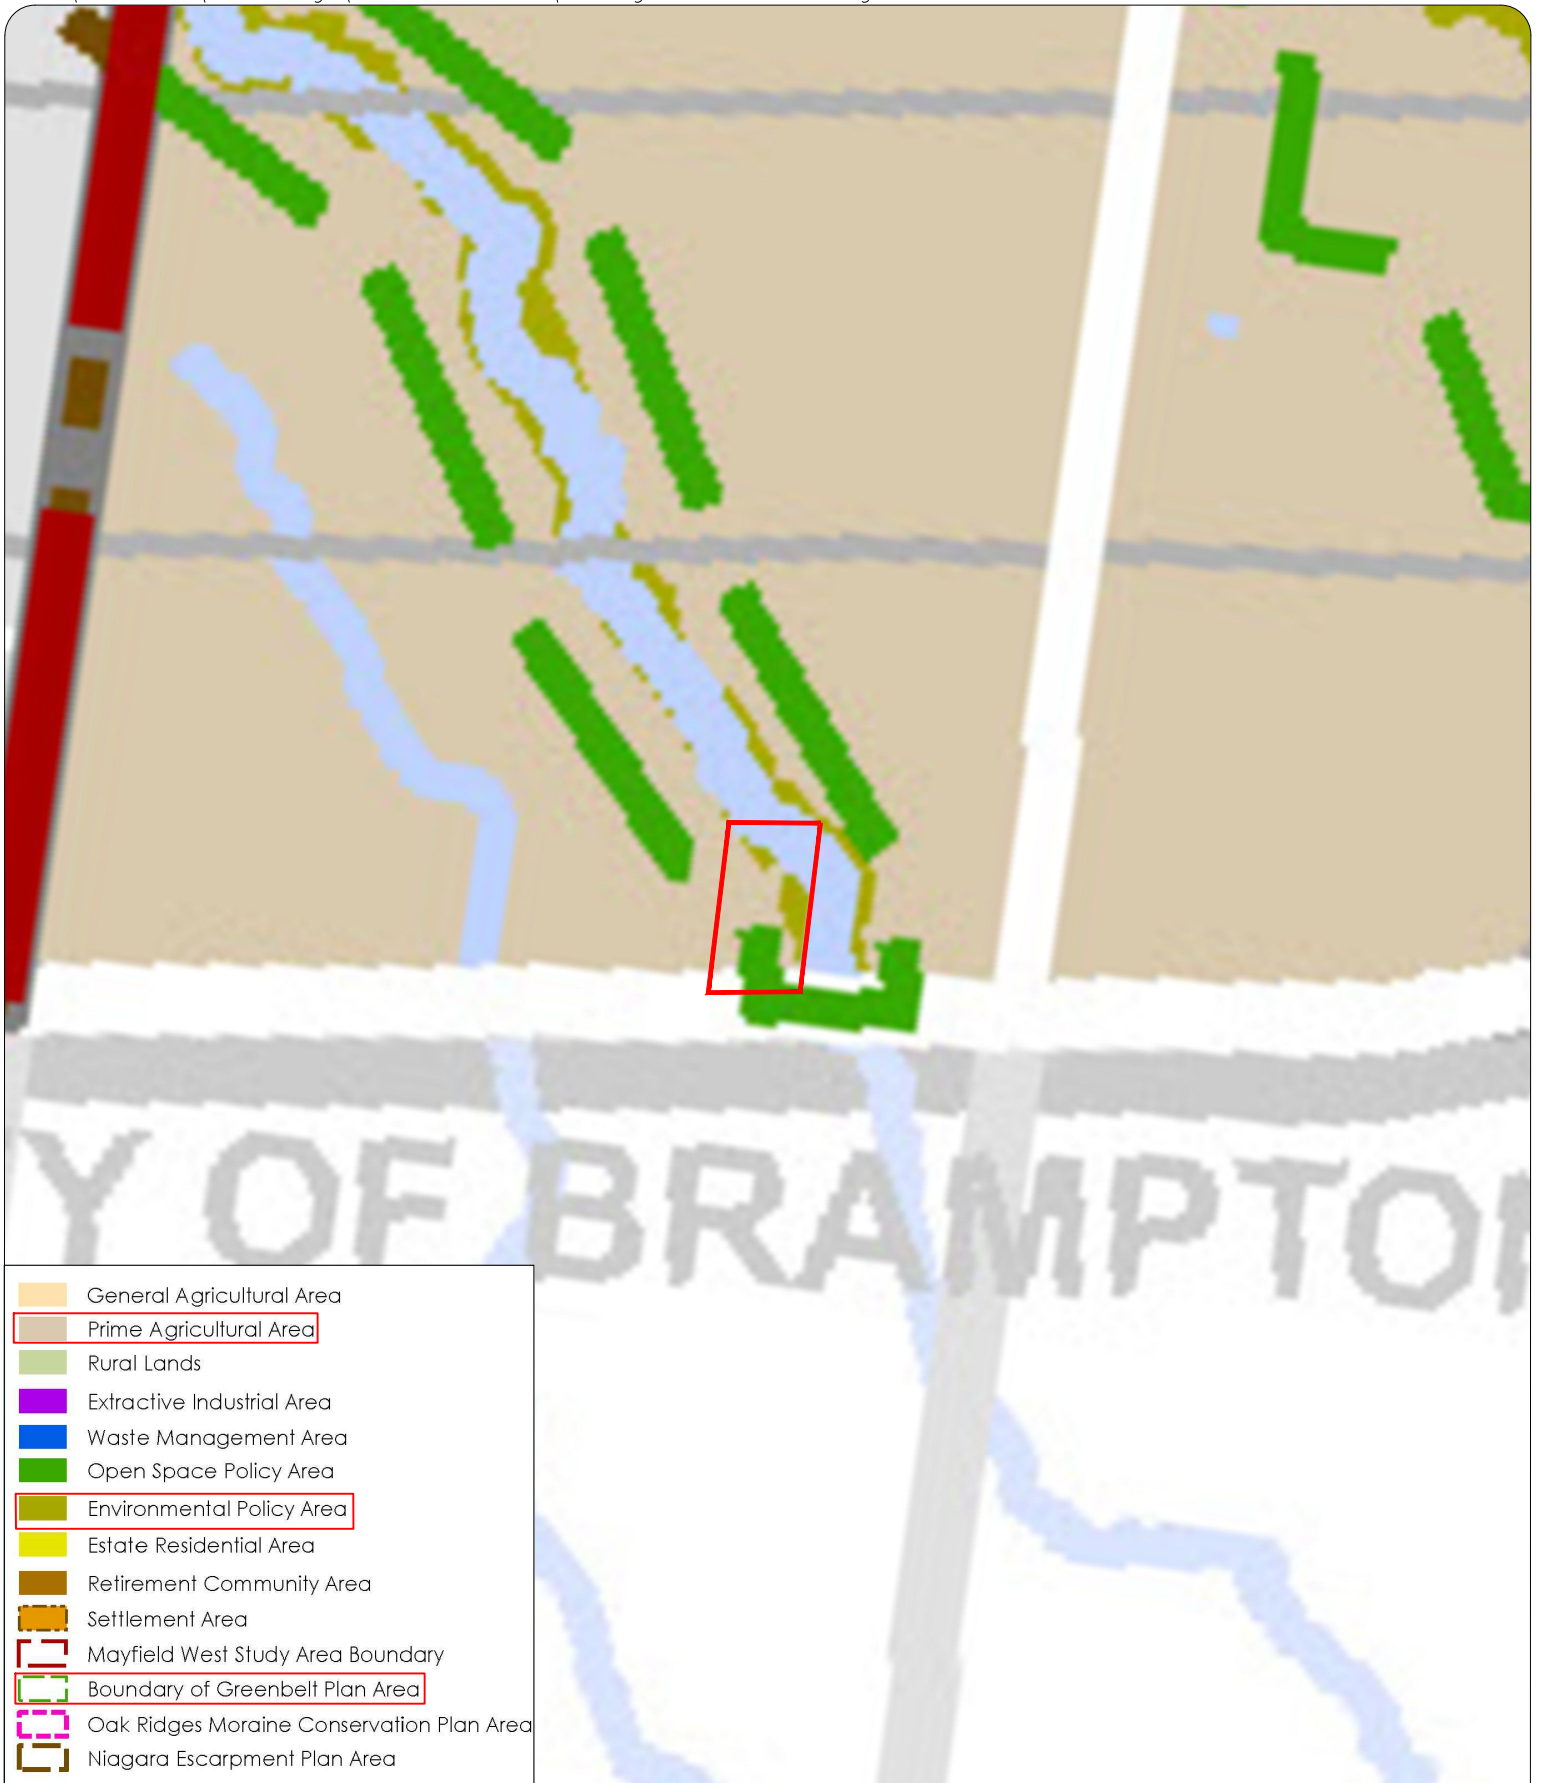 Y OF BRAMPTON
General Agricultural Area
Prime Agricultural Area
Rural Lands
Extractive Industrial Area
Waste Management Area
Open Space Policy Area
Environmental Policy Area
Estate Residential Area
Retirement Community Area
Settlement Area
Mayfield West Study Area Boundary
Boundary of Greenbelt Plan Area
Oak Ridges Moraine Conservation Plan Area
Niagara Escarpment Plan Area